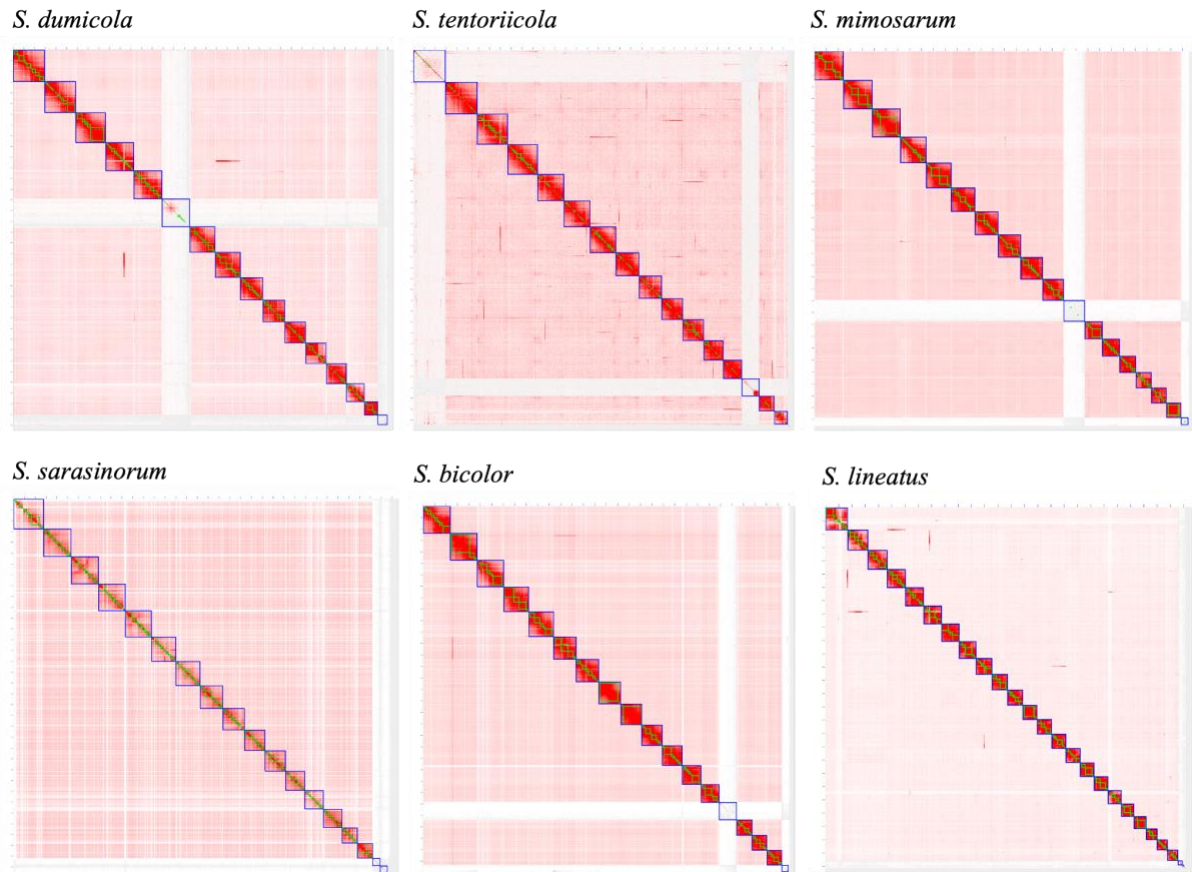 S. dumicola
S. tentoriicola
S. mimosarum
S. sarasinorum
S. bicolor
S. lineatus